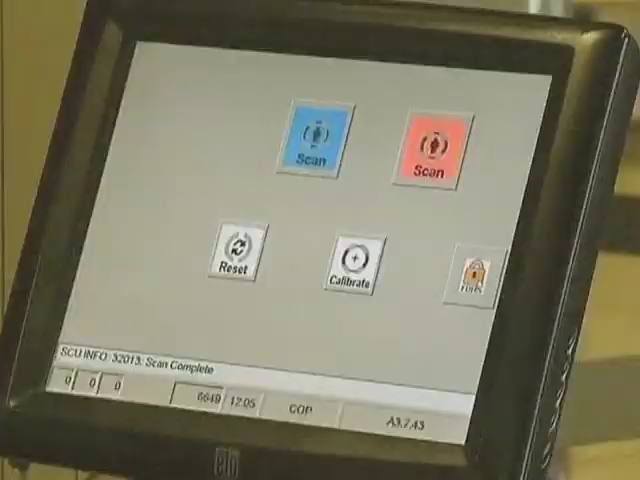 Scan
Scan
Reset
Calibrate
SCU INFO: 32013: Scan Complete
0 0 0 6649 12.05 COP A3.7.43
elo